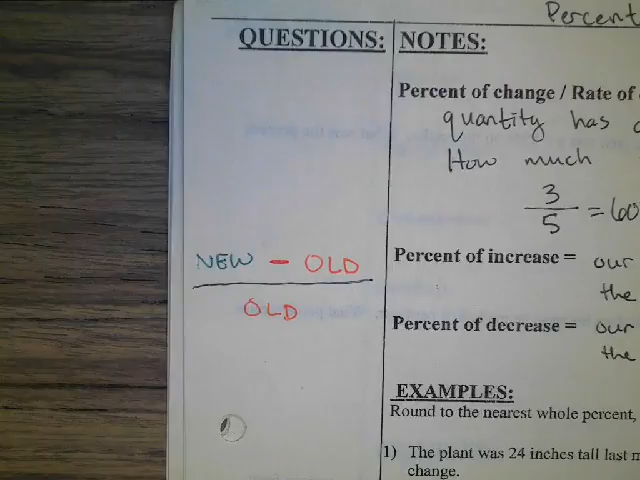 Percent
QUESTIONS:
NEW - OLD
OLD
NOTES:
Percent of change / Rate of
quantity has
How much
3
5
= 60
Percent of increase = our
the
Percent of decrease = our
the
EXAMPLES:
Round to the nearest whole percent,
1) The plant was 24 inches tall last m
change.